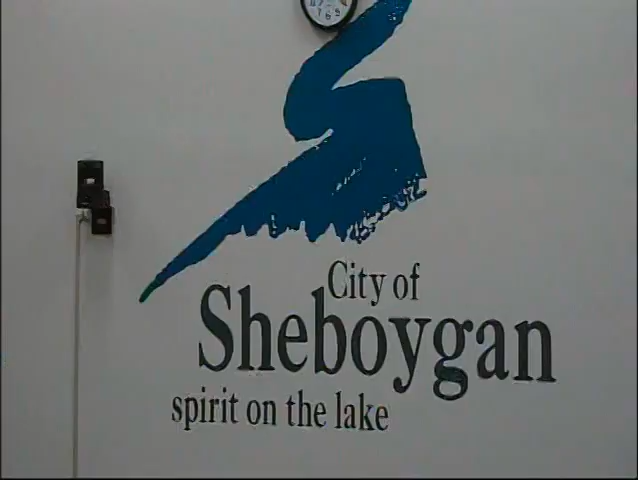 City of
Sheboygan
spirit on the lake